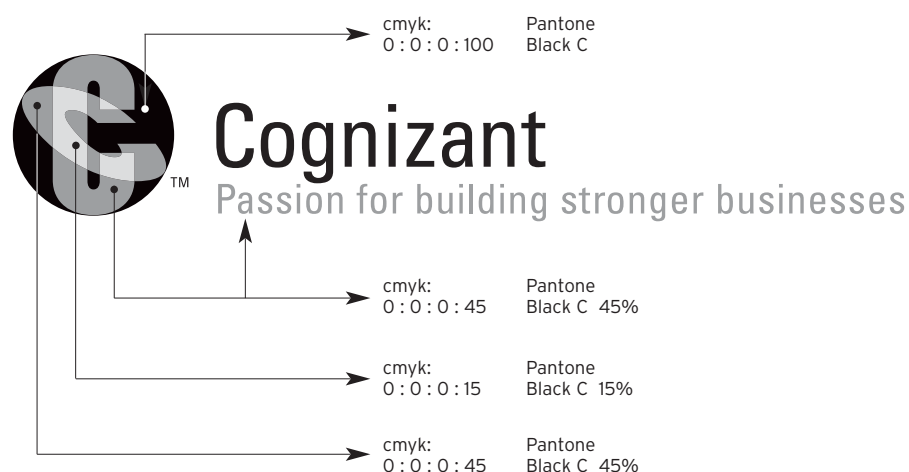 cmyk: Pantone
0 : 0 : 0 : 100 Black C
Cognizant
TM
Passion for building stronger businesses
cmyk: Pantone
0 : 0 : 0 : 45 Black C 45%
cmyk: Pantone
0 : 0 : 0 : 15 Black C 15%
cmyk: Pantone
0 : 0 : 0 : 45 Black C 45%